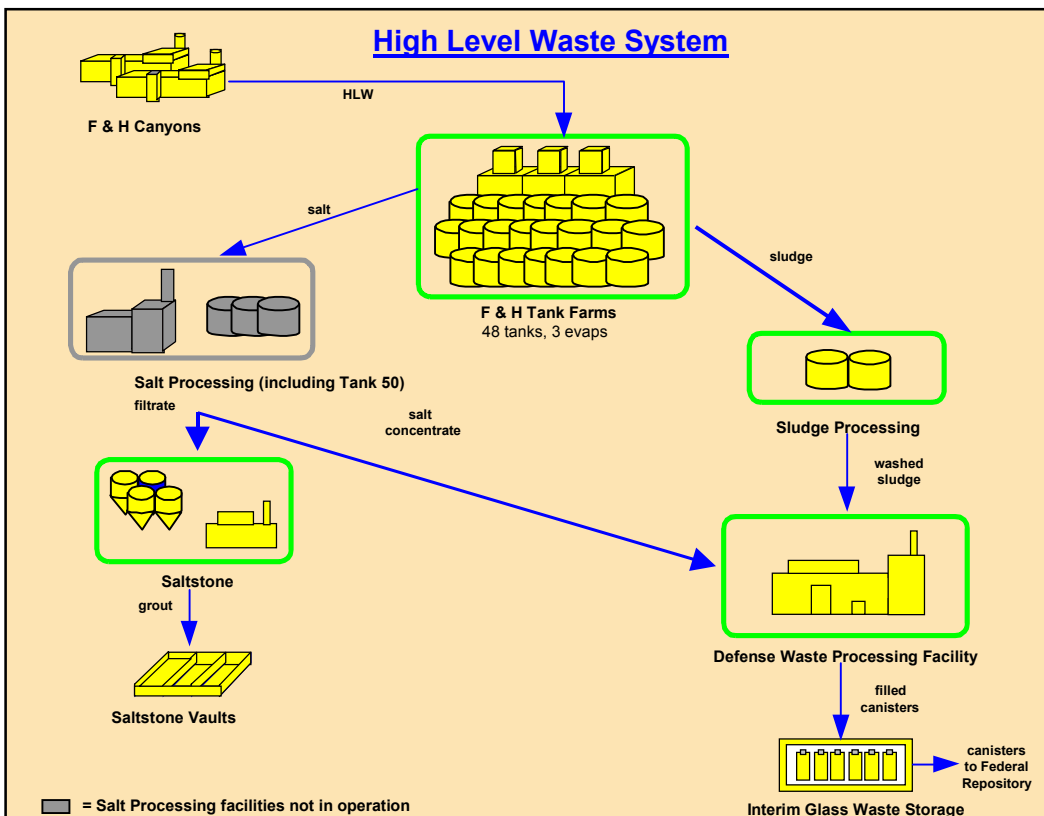 High Level Waste System
HLW
F & H Canyons
salt
sludge
F & H Tank Farms
48 tanks, 3 evaps
Salt Processing (including Tank 50)
filtrate
salt
concentrate
Sludge Processing
washed
sludge
Saltstone
grout
Defense Waste Processing Facility
Saltstone Vaults
filled
canisters
canisters
to Federal
Repository
Interim Glass Waste Storage
= Salt Processing facilities not in operation